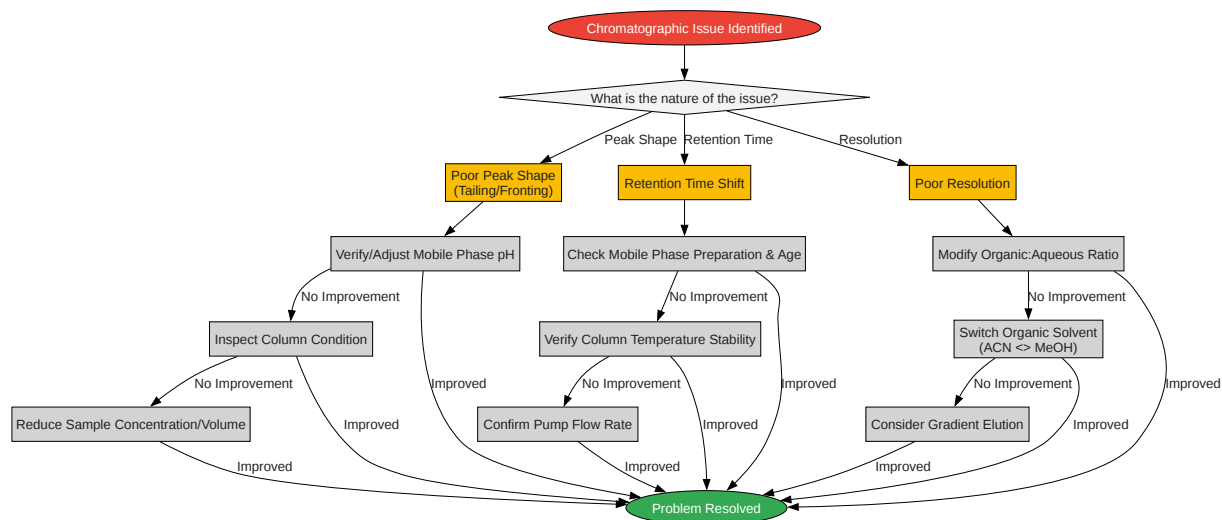 Chromatographic Issue Identified
What is the nature of the issue?
Peak Shape
Retention Time
Resolution
Poor Peak Shape
(Tailing/Fronting)
Retention Time Shift
Poor Resolution
Verify/Adjust Mobile Phase pH
Check Mobile Phase Preparation & Age
Modify Organic:Aqueous Ratio
No Improvement
No Improvement
No Improvement
Inspect Column Condition
Verify Column Temperature Stability
Switch Organic Solvent
(ACN <> MeOH)
No Improvement
Improved
No Improvement
Improved
No Improvement
Improved
Reduce Sample Concentration/Volume
Improved
Confirm Pump Flow Rate
Improved
Consider Gradient Elution
Improved
Improved
Improved
Improved
Problem Resolved